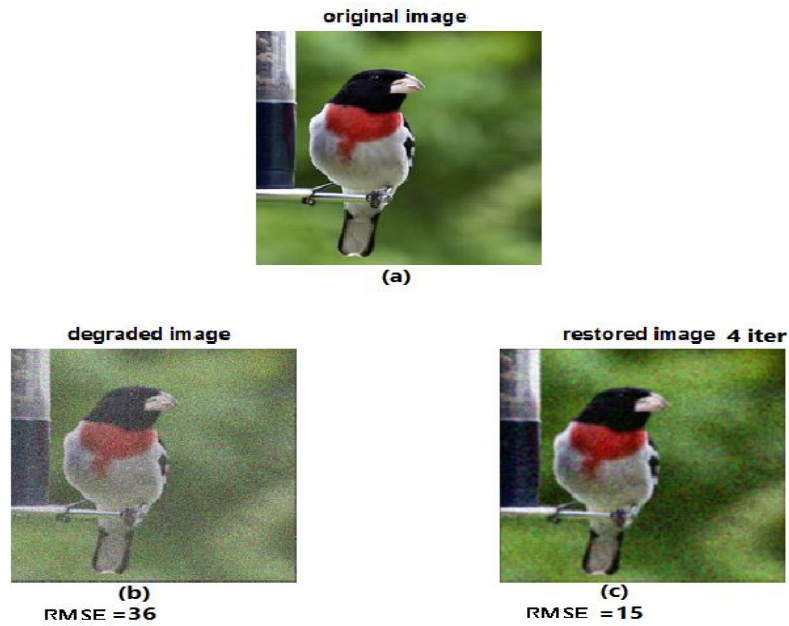 original image
(a)
degraded image
restored image 4 iter
(b)
(c)
RMSE =36
RMSE =15